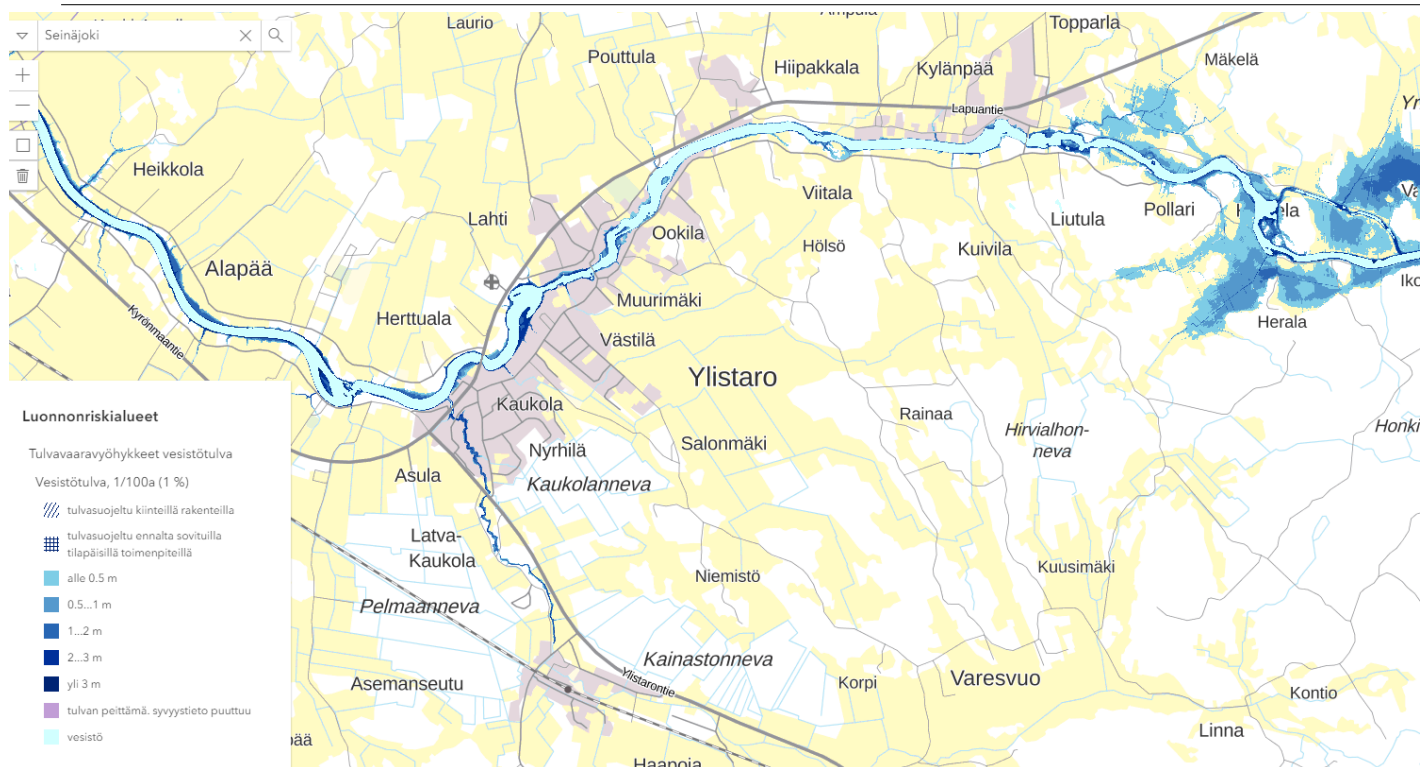 Laurio
Topparla
Seinäjoki
Pouttula
Hiipakkala
Kylänpää
Mäkelä
Lapuantie
Heikkola
Viitala
Lahti
Ookila
Liutula
Pollari
Hölsö
Kuivila
Alapää
Muurimäki
Herttuala
Kyrönmaantie
Västilä
Herala
Ylistaro
Kaukola
Rainaa
Hirvialhon-
neva
Nyrhilä
Salonmäki
Asula
Kaukolanneva
Latva-
Kaukola
Niemistö
Kuusimäki
Pelmaanneva
Kainastonneva
Ylistarontie
Asemanseutu
Korpi
Varesvuo
Kontio
Linna
Haapoja
Luonnonriskialueet
Tulvavaaravyöhykkeet vesistötulva
Vesistötulva, 1/100a (1 %)
tulvasuojeltu kiinteillä rakenteilla
tulvasuojeltu ennalta sovituilla
tilapäisillä toimenpiteillä
alle 0.5 m
0.5...1 m
1...2 m
2...3 m
yli 3 m
tulvan peittämä. syvyystieto puuttuu
vesistö